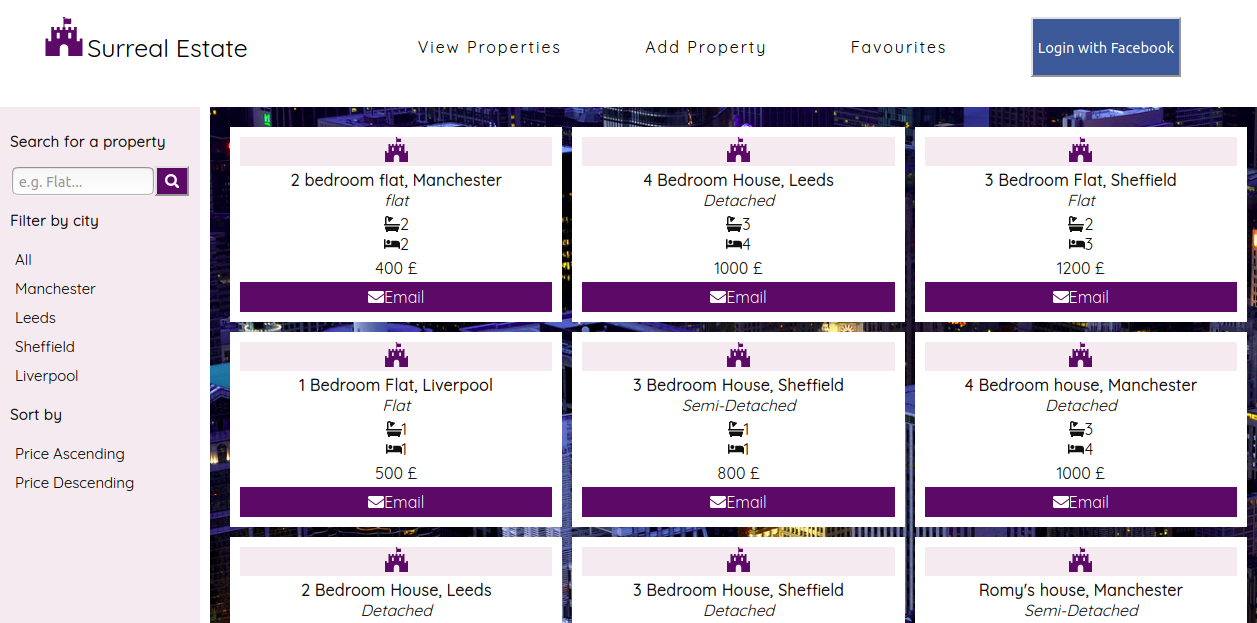 Surreal Estate
View Properties
Add Property
Favourites
Login with Facebook
Search for a property
e.g. Flat...
Filter by city
All
Manchester
Leeds
Sheffield
Liverpool
Sort by
Price Ascending
Price Descending
2 bedroom flat, Manchester
flat
2
2
400 £
Email
4 Bedroom House, Leeds
Detached
3
4
1000 £
Email
3 Bedroom Flat, Sheffield
Flat
2
3
1200 £
Email
1 Bedroom Flat, Liverpool
Flat
1
1
500 £
Email
3 Bedroom House, Sheffield
Semi-Detached
1
1
800 £
Email
4 Bedroom house, Manchester
Detached
3
4
1000 £
Email
2 Bedroom House, Leeds
Detached
3 Bedroom House, Sheffield
Detached
Romy's house, Manchester
Semi-Detached